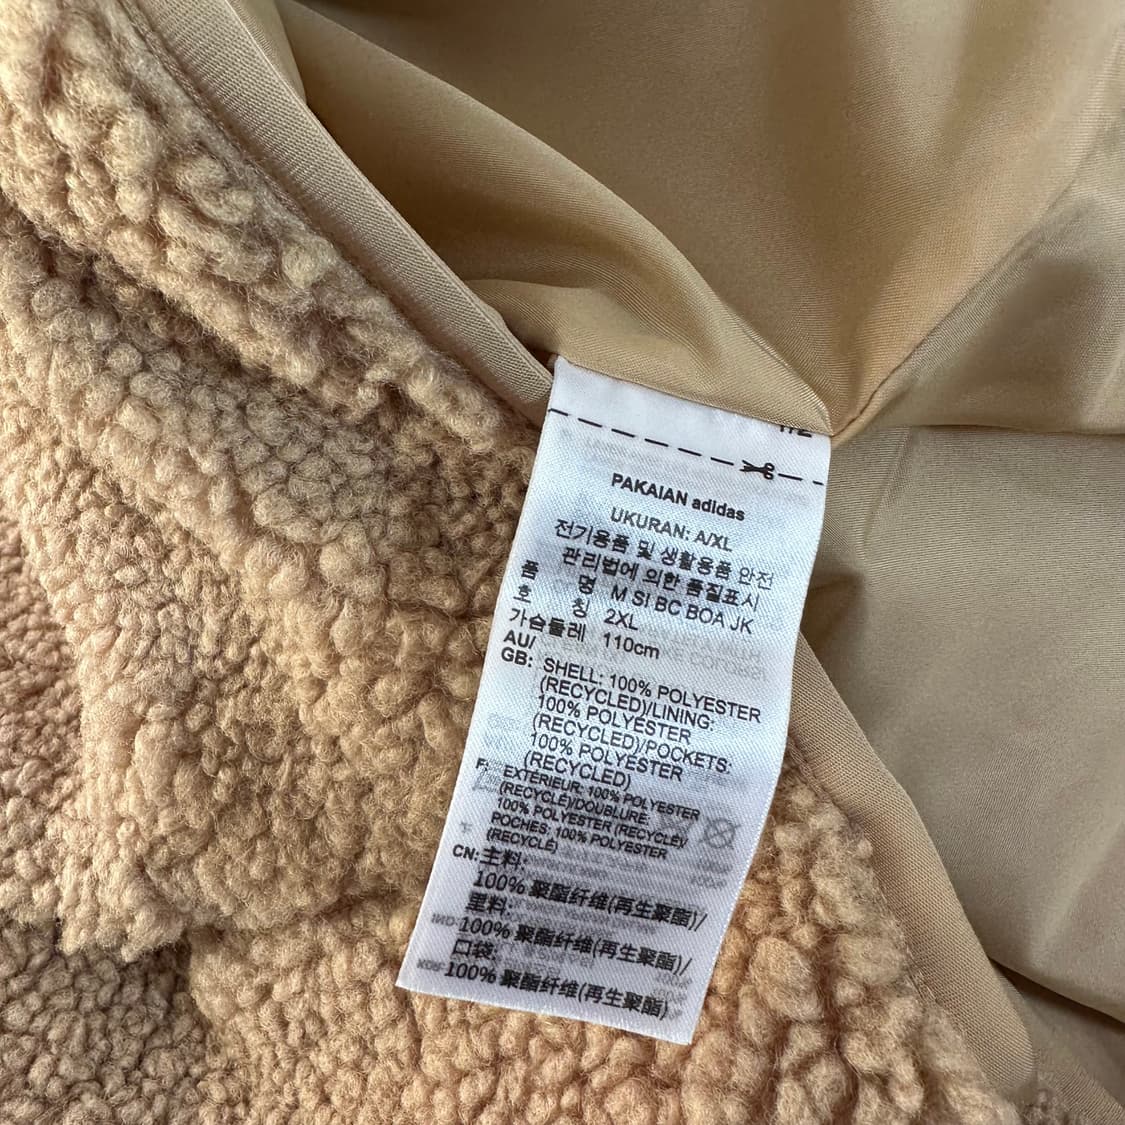 PAKAIAN adidas
UKURAN: A/XL
전기용품 및 생활용품 안전
관리법에 의한 품질표시
품 명 M SI BC BOA JK
호 칭 2XL
가슴둘레 110cm
AU/
GB: SHELL: 100% POLYESTER
(RECYCLED)/LINING:
100% POLYESTER
(RECYCLED)/POCKETS:
100% POLYESTER
(RECYCLED)
F: EXTÉRIEUR: 100% POLYESTER
(RECYCLÉ)/DOUBLURE:
100% POLYESTER (RECYCLÉ)/
POCHES: 100% POLYESTER
(RECYCLÉ)
CN: 主料:
100% 聚酯纤维(再生聚酯)/
里料:
100% 聚酯纤维(再生聚酯)/
口袋:
100% 聚酯纤维(再生聚酯)